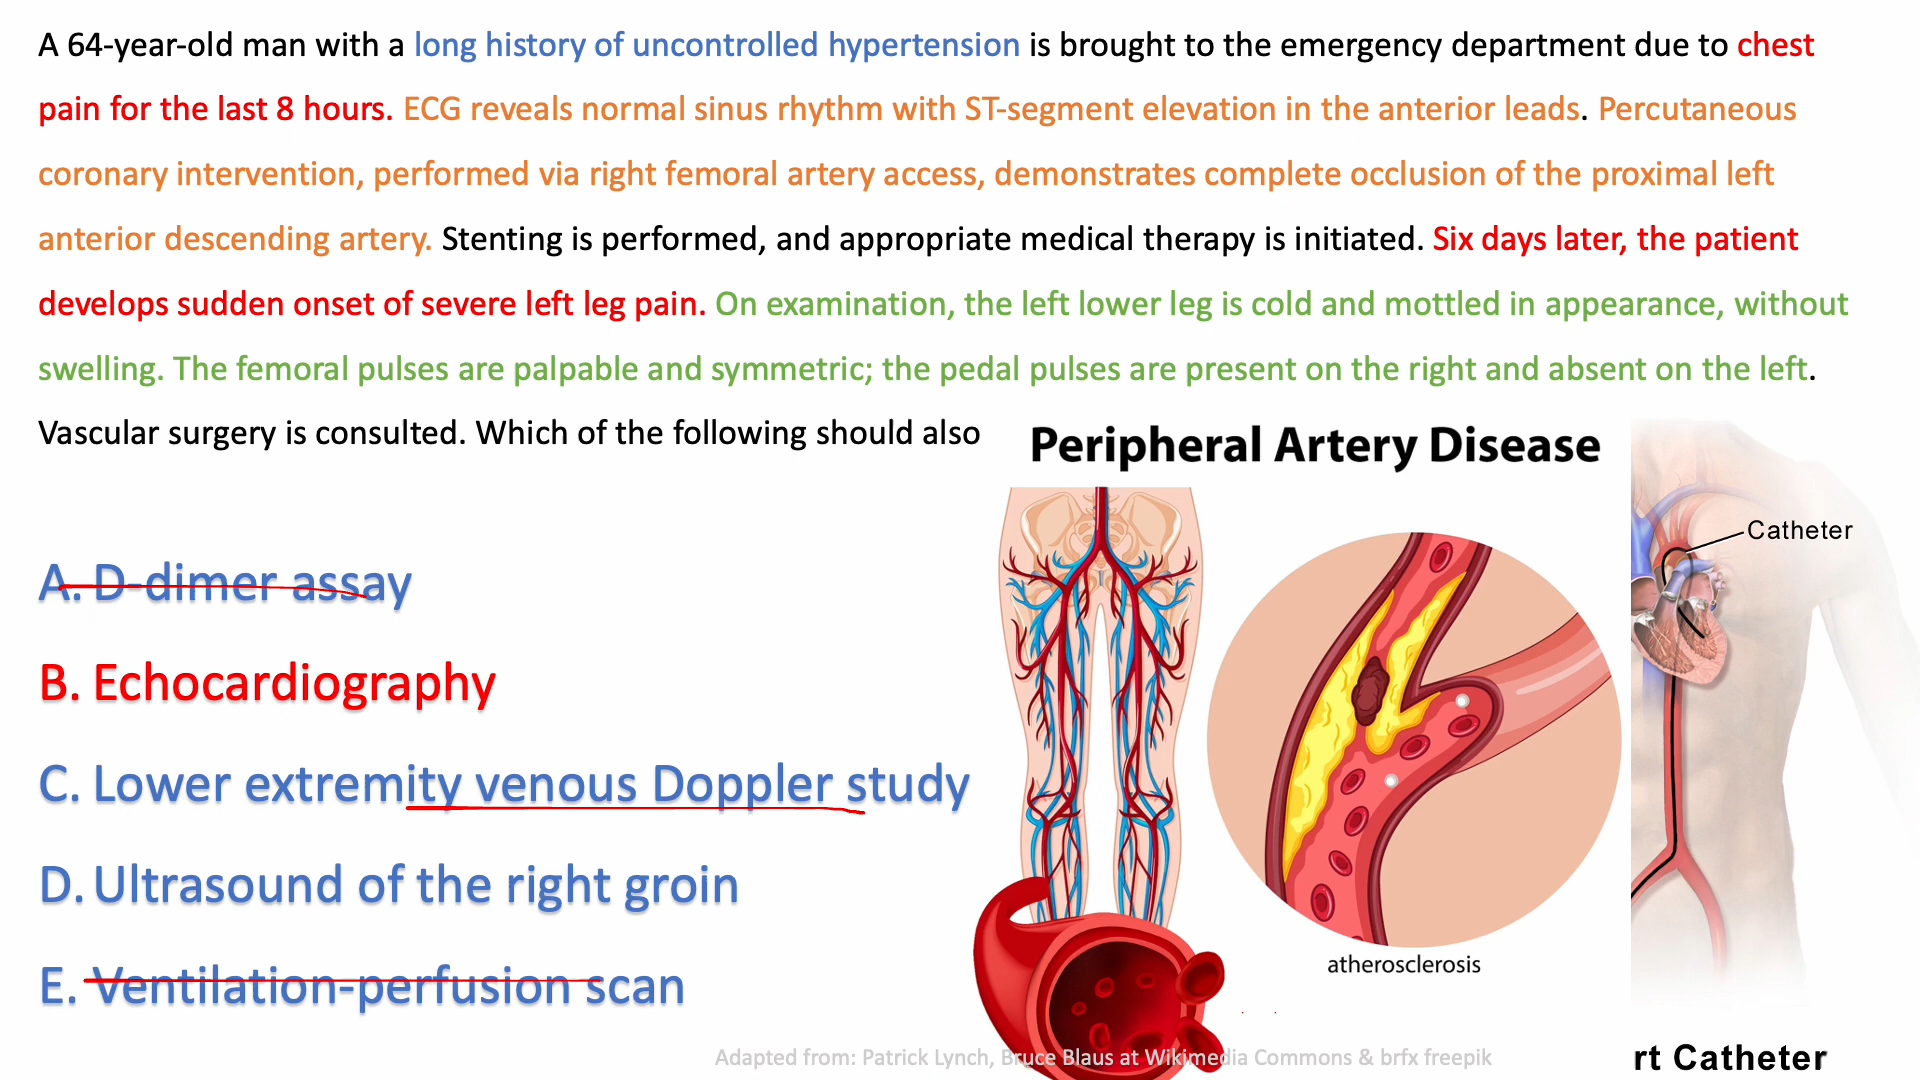 A 64-year-old man with a long history of uncontrolled hypertension is brought to the emergency department due to chest
pain for the last 8 hours. ECG reveals normal sinus rhythm with ST-segment elevation in the anterior leads. Percutaneous
coronary intervention, performed via right femoral artery access, demonstrates complete occlusion of the proximal left
anterior descending artery. Stenting is performed, and appropriate medical therapy is initiated. Six days later, the patient
develops sudden onset of severe left leg pain. On examination, the left lower leg is cold and mottled in appearance, without
swelling. The femoral pulses are palpable and symmetric; the pedal pulses are present on the right and absent on the left.
Vascular surgery is consulted. Which of the following should also
Peripheral Artery Disease
Catheter
A. D-dimer assay
B. Echocardiography
C. Lower extremity venous Doppler study
D. Ultrasound of the right groin
E. Ventilation-perfusion scan
atherosclerosis
Adapted from: Patrick Lynch, Bruce Blaus at Wikimedia Commons & brfx freepik
rt Catheter